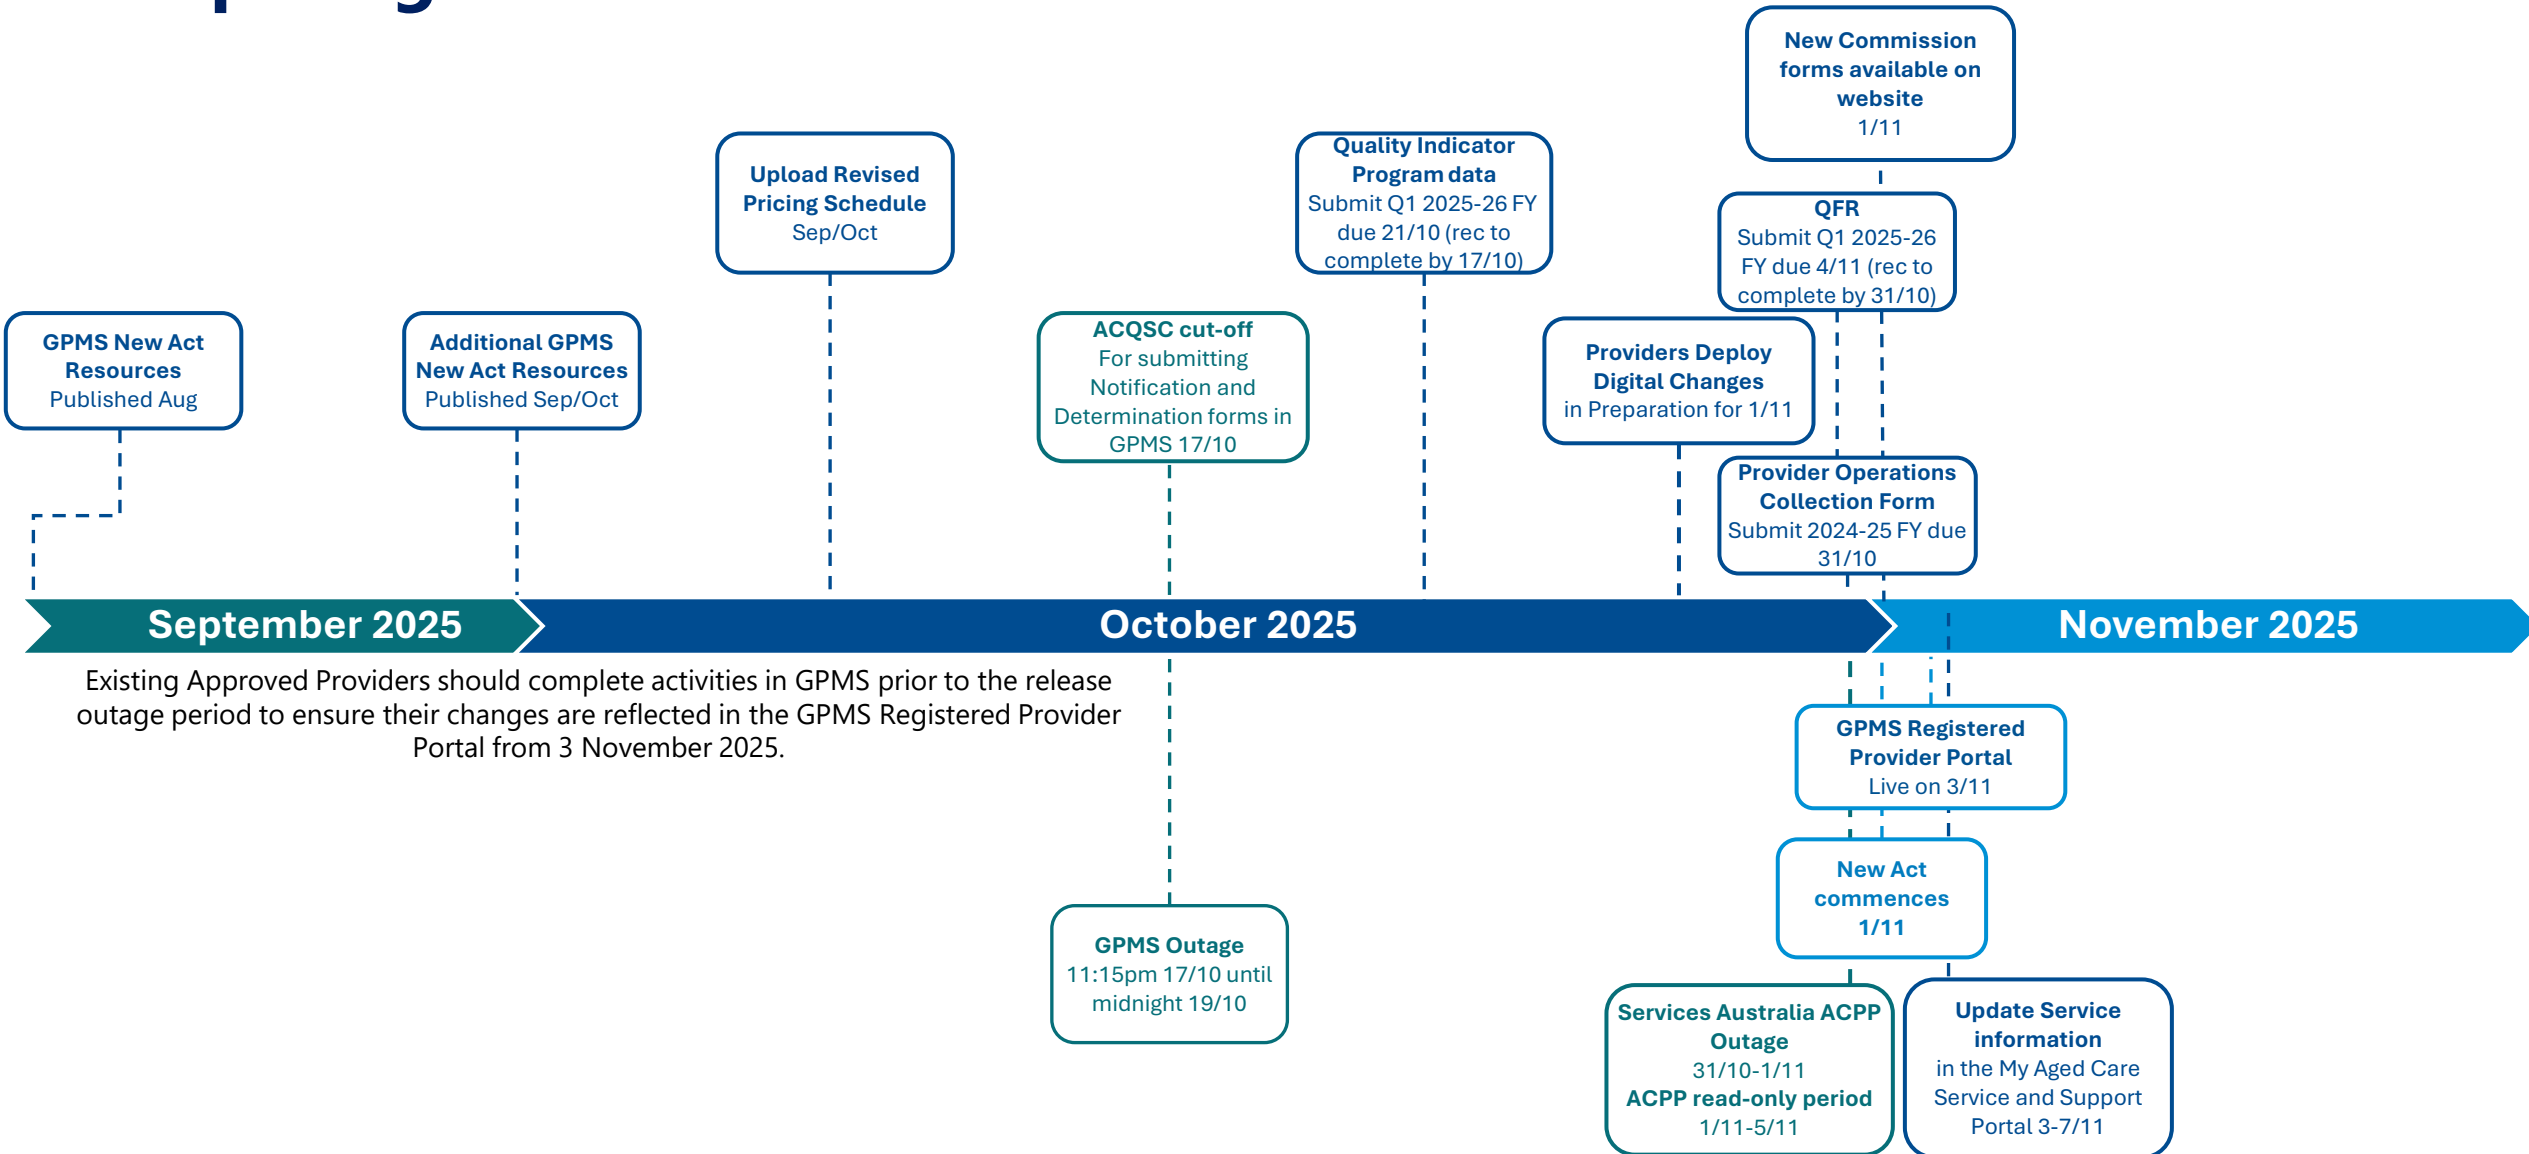 New Commission
forms available on
website
1/11
Upload Revised
Pricing Schedule
Sep/Oct
Quality Indicator
Program data
Submit Q1 2025-26 FY
due 21/10 (rec to
complete by 17/10)
QFR
Submit Q1 2025-26
FY due 4/11 (rec to
complete by 31/10)
GPMS New Act
Resources
Published Aug
Additional GPMS
New Act Resources
Published Sep/Oct
ACQSC cut-off
For submitting
Notification and
Determination forms in
GPMS 17/10
Providers Deploy
Digital Changes
in Preparation for 1/11
Provider Operations
Collection Form
Submit 2024-25 FY due
31/10
September 2025
October 2025
November 2025
Existing Approved Providers should complete activities in GPMS prior to the release
outage period to ensure their changes are reflected in the GPMS Registered Provider
Portal from 3 November 2025.
GPMS Registered
Provider Portal
Live on 3/11
New Act
commences
1/11
GPMS Outage
11:15pm 17/10 until
midnight 19/10
Services Australia ACPP
Outage
31/10-1/11
ACPP read-only period
1/11-5/11
Update Service
information
in the My Aged Care
Service and Support
Portal 3-7/11